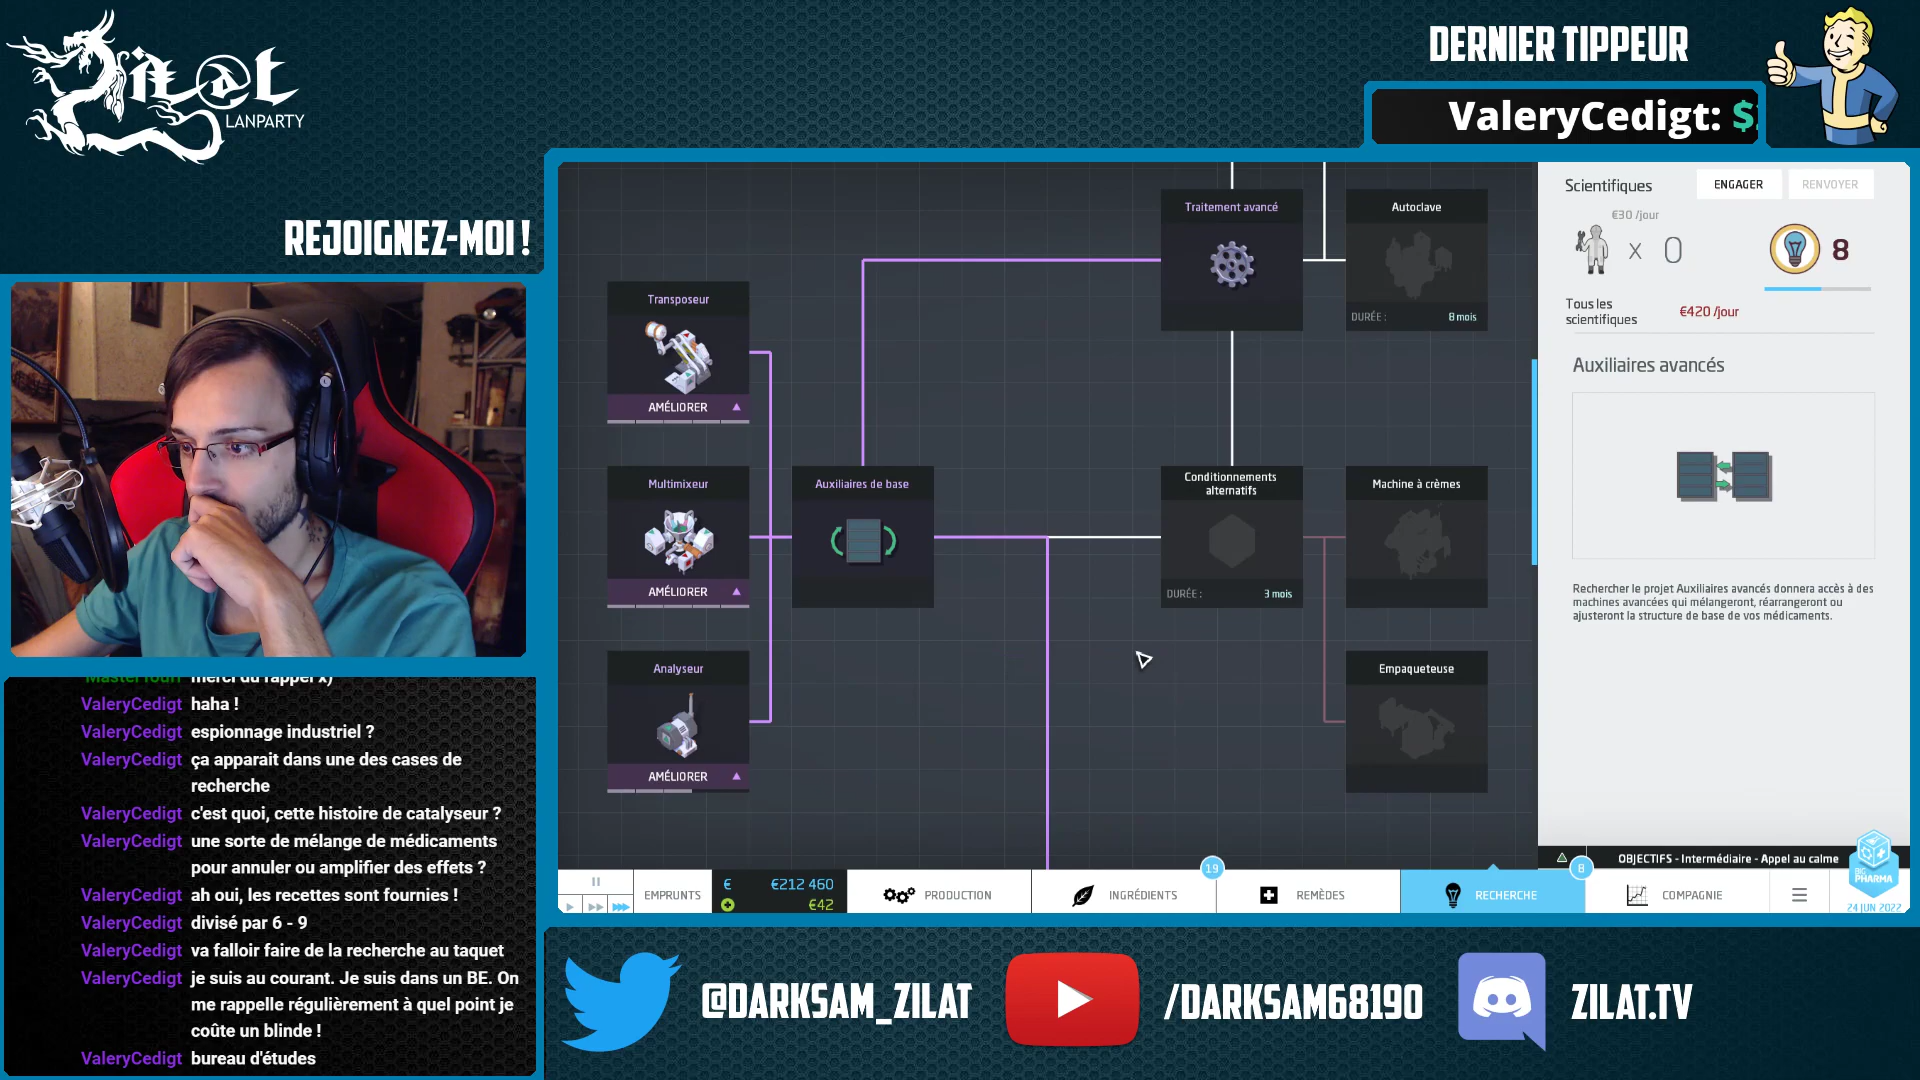 Zil@t
LANPARTY
DERNIER TIPPEUR
ValeryCedigt: $
REJOIGNEZ-MOI !
merci du rappel x)
ValeryCedigt haha !
ValeryCedigt espionnage industriel ?
ValeryCedigt ça apparait dans une des cases de
recherche
ValeryCedigt c'est quoi, cette histoire de catalyseur ?
ValeryCedigt une sorte de mélange de médicaments
pour annuler ou amplifier des effets ?
ValeryCedigt ah oui, les recettes sont fournies !
ValeryCedigt divisé par 6 - 9
ValeryCedigt va falloir faire de la recherche au taquet
ValeryCedigt je suis au courant. Je suis dans un BE. On
me rappelle régulièrement à quel point je
coûte un blinde !
ValeryCedigt bureau d'études
Traitement avancé
Autoclave
DURÉE : 8 mois
Transposeur
AMÉLIORER
Multimixeur
AMÉLIORER
Auxiliaires de base
Conditionnements
alternatifs
DURÉE : 3 mois
Machine à crèmes
Analyseur
AMÉLIORER
Empaqueteuse
Scientifiques
ENGAGER
RENVOYER
€30 /jour
x 0
8
Tous les
scientifiques
€420 /jour
Auxiliaires avancés
Rechercher le projet Auxiliaires avancés donnera accès à des
machines avancées qui mélangeront, réarrangeront ou
ajusteront la structure de base de vos médicaments.
OBJECTIFS - Intermédiaire - Appel au calme
EMPRUNTS
€ €212 460
€42
PRODUCTION
INGRÉDIENTS
19
REMÈDES
RECHERCHE
8
COMPAGNIE
BIG
PHARMA
24 JUN 2022
@DARKSAM_ZILAT
/DARKSAM68190
ZILAT.TV